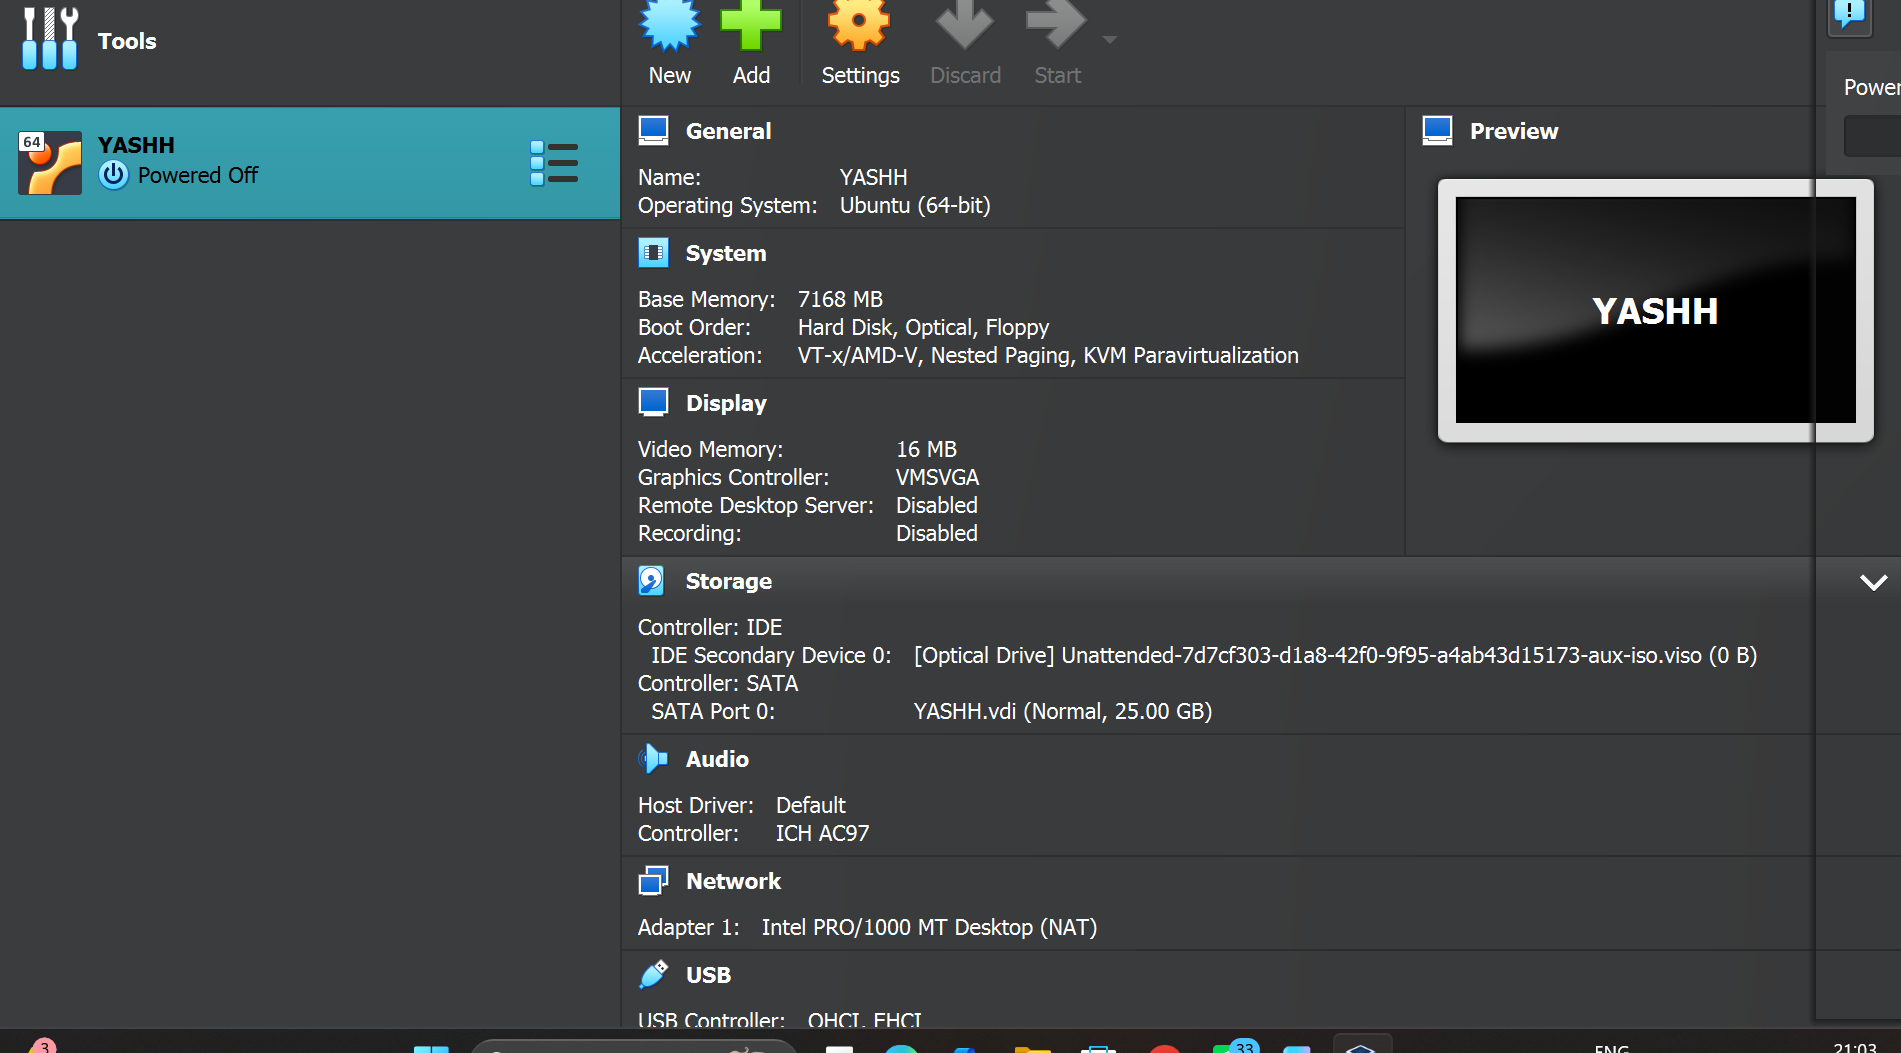 Tools
New
Add
Settings
Discard
Start
64
YASHH
Powered Off
General
Name: YASHH
Operating System: Ubuntu (64-bit)
System
Base Memory: 7168 MB
Boot Order: Hard Disk, Optical, Floppy
Acceleration: VT-x/AMD-V, Nested Paging, KVM Paravirtualization
Display
Video Memory: 16 MB
Graphics Controller: VMSVGA
Remote Desktop Server: Disabled
Recording: Disabled
Preview
YASHH
Power
Storage
Controller: IDE
IDE Secondary Device 0: [Optical Drive] Unattended-7d7cf303-d1a8-42f0-9f95-a4ab43d15173-aux-iso.viso (0 B)
Controller: SATA
SATA Port 0: YASHH.vdi (Normal, 25.00 GB)
Audio
Host Driver: Default
Controller: ICH AC97
Network
Adapter 1: Intel PRO/1000 MT Desktop (NAT)
USB
USB Controller: OHCI, EHCI
3
33
ENG
21:03